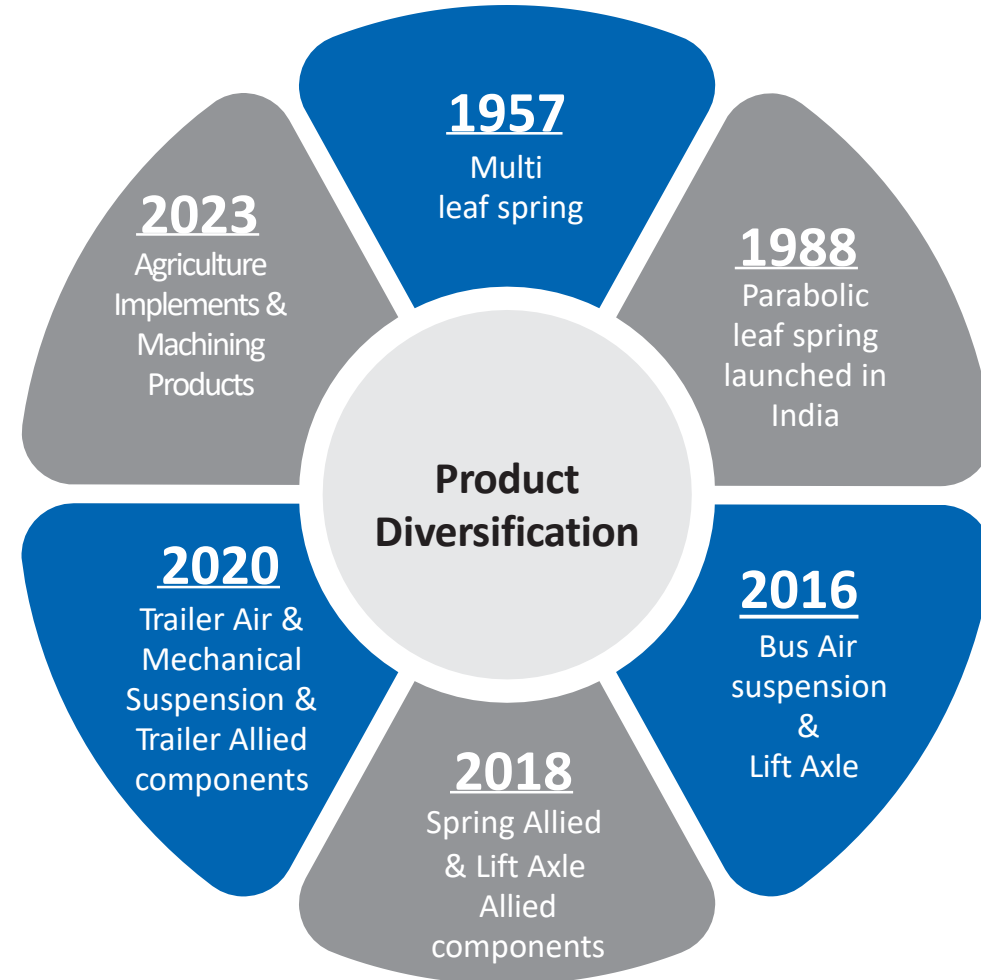 1957
Multi
leaf spring
1988
Parabolic
leaf spring
launched in
India
2016
Bus Air
suspension
&
Lift Axle
2018
Spring Allied
& Lift Axle
Allied
components
2020
Trailer Air &
Mechanical
Suspension &
Trailer Allied
components
2023
Agriculture
Implements &
Machining
Products
Product
Diversification